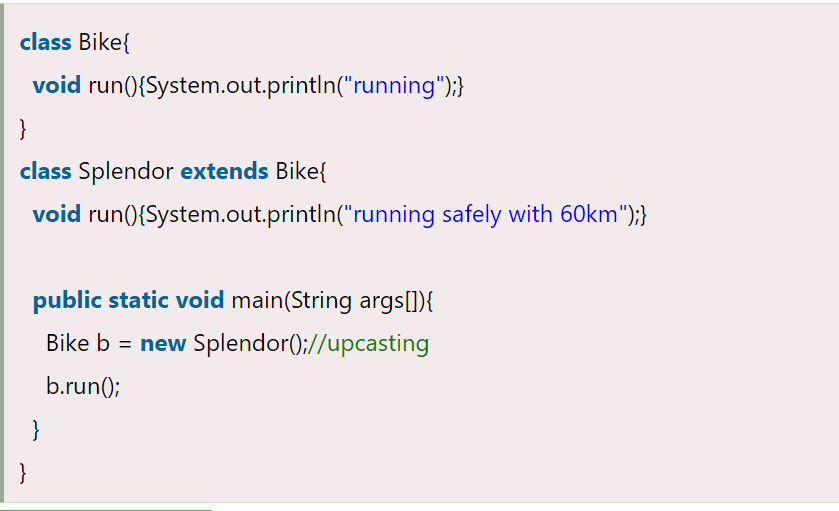 class Bike{
void run(){System.out.println("running");}
}
class Splendor extends Bike{
void run(){System.out.println("running safely with 60km");}
public static void main(String args[]){
Bike b = new Splendor();//upcasting
b.run();
}
}